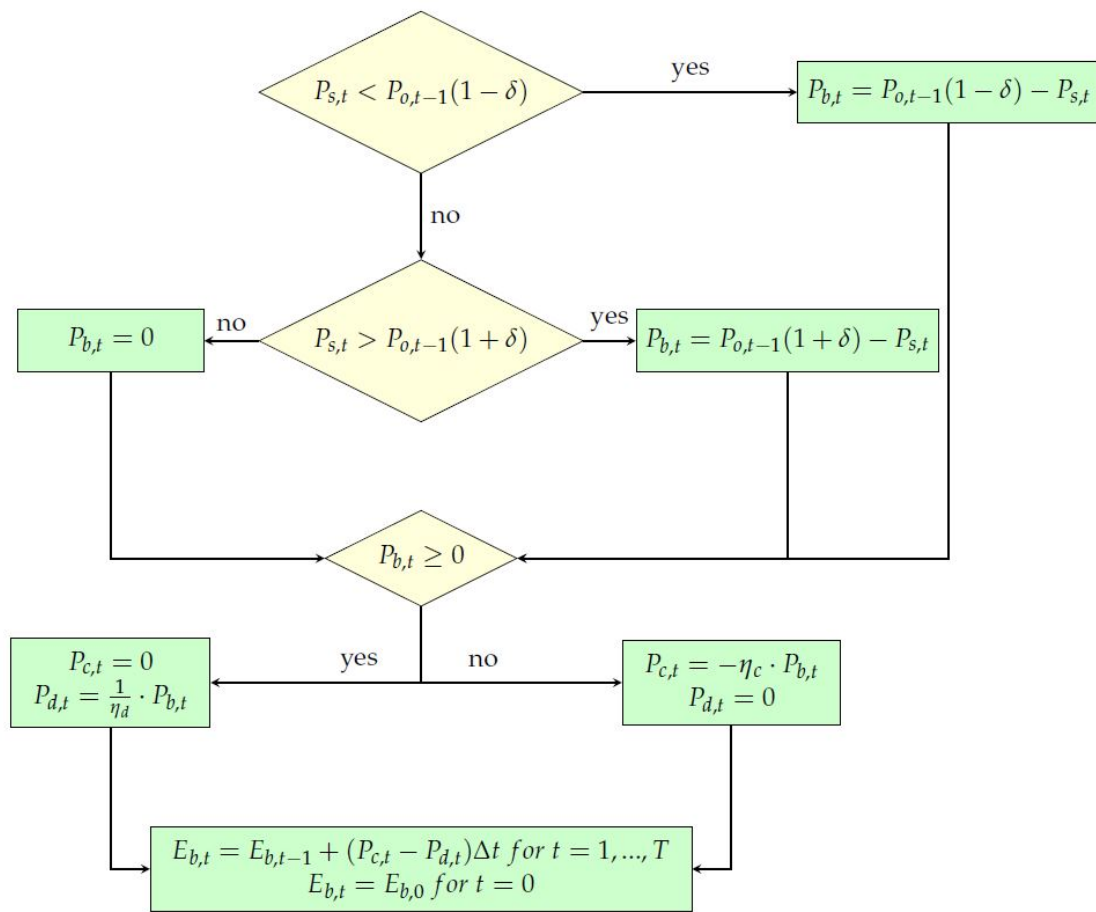 P_{s,t} < P_{o,t−1}(1 − δ)
yes
P_{b,t} = P_{o,t−1}(1 − δ) − P_{s,t}
no
P_{b,t} = 0
no
P_{s,t} > P_{o,t−1}(1 + δ)
yes
P_{b,t} = P_{o,t−1}(1 + δ) − P_{s,t}
P_{b,t} ≥ 0
yes
no
P_{c,t} = 0
P_{d,t} = \frac{1}{η_d} · P_{b,t}
P_{c,t} = −η_c · P_{b,t}
P_{d,t} = 0
E_{b,t} = E_{b,t−1} + (P_{c,t} − P_{d,t})Δt for t = 1, ..., T
E_{b,t} = E_{b,0} for t = 0